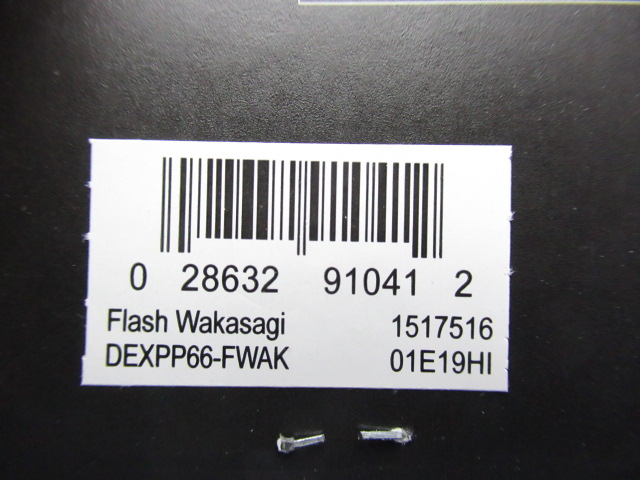 0 28632 91041 2
Flash Wakasagi 1517516
DEXPP66-FWAK 01E19HI